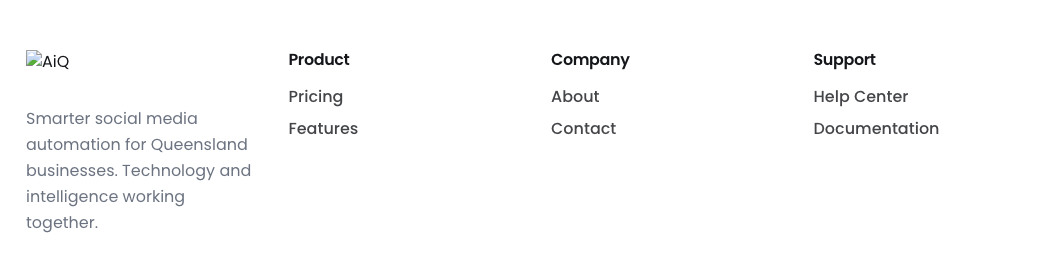 AiQ
Smarter social media
automation for Queensland
businesses. Technology and
intelligence working
together.
Product
Pricing
Features
Company
About
Contact
Support
Help Center
Documentation